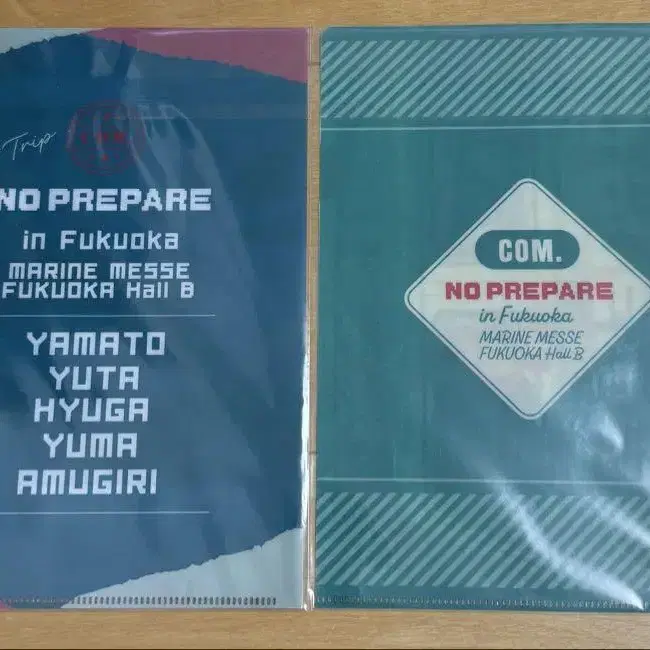 Trip
NO PREPARE
in Fukuoka
MARINE MESSE
FUKUOKA Hall B
YAMATO
YUTA
HYUGA
YUMA
AMUGIRI
COM.
NO PREPARE
in Fukuoka
MARINE MESSE
FUKUOKA Hall B